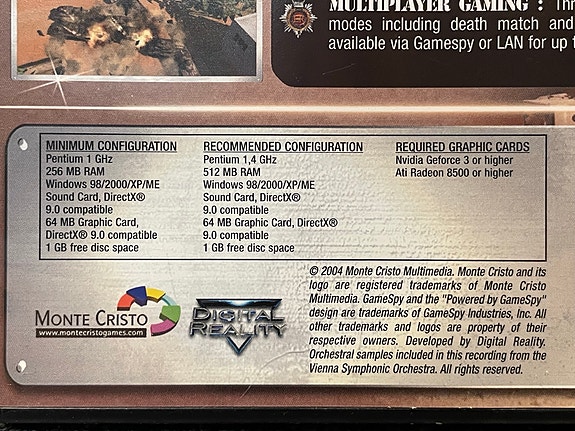 MULTIPLAYER GAMING :
modes including death match and
available via Gamespy or LAN for up
MINIMUM CONFIGURATION
Pentium 1 GHz
256 MB RAM
Windows 98/2000/XP/ME
Sound Card, DirectX®
9.0 compatible
64 MB Graphic Card,
DirectX® 9.0 compatible
1 GB free disc space
RECOMMENDED CONFIGURATION
Pentium 1,4 GHz
512 MB RAM
Windows 98/2000/XP/ME
Sound Card, DirectX®
9.0 compatible
64 MB Graphic Card, DirectX®
9.0 compatible
1 GB free disc space
REQUIRED GRAPHIC CARDS
Nvidia Geforce 3 or higher
Ati Radeon 8500 or higher
MONTE CRISTO
www.montecristogames.com
DIGITAL
REALITY
© 2004 Monte Cristo Multimedia. Monte Cristo and its
logo are registered trademarks of Monte Cristo
Multimedia. GameSpy and the "Powered by GameSpy"
design are trademarks of GameSpy Industries, Inc. All
other trademarks and logos are property of their
respective owners. Developed by Digital Reality.
Orchestral samples included in this recording from the
Vienna Symphonic Orchestra. All rights reserved.